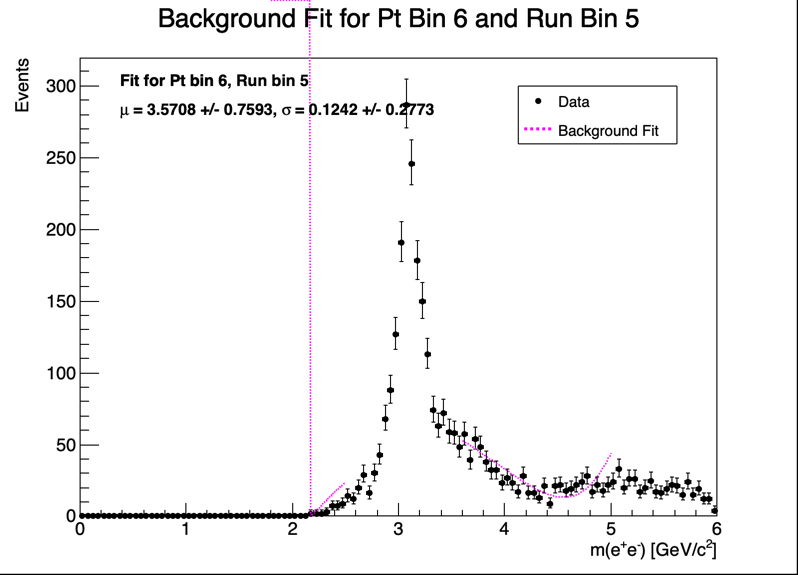 Background Fit for Pt Bin 6 and Run Bin 5
Events
Fit for Pt bin 6, Run bin 5
μ = 3.5708 +/- 0.7593, σ = 0.1242 +/- 0.2773
Data
Background Fit
300
250
200
150
100
50
0
0 1 2 3 4 5 6
m(e⁺e⁻) [GeV/c²]